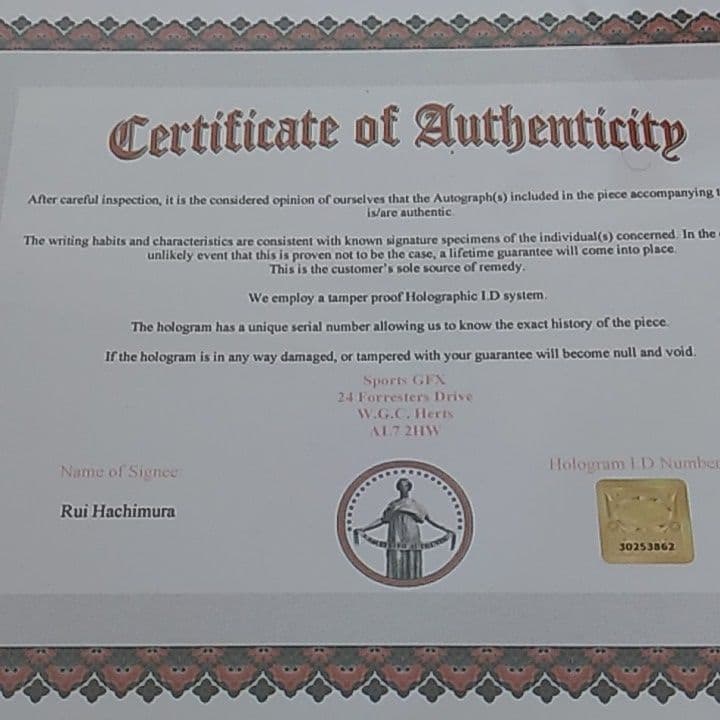 Certificate of Authenticity
After careful inspection, it is the considered opinion of ourselves that the Autograph(s) included in the piece accompanying
is/are authentic.
The writing habits and characteristics are consistent with known signature specimens of the individual(s) concerned. In the
unlikely event that this is proven not to be the case, a lifetime guarantee will come into place.
This is the customer's sole source of remedy.
We employ a tamper proof Holographic I.D system.
The hologram has a unique serial number allowing us to know the exact history of the piece.
If the hologram is in any way damaged, or tampered with your guarantee will become null and void.
Sports GFX
24 Forresters Drive
W.G.C. Herts
AL7 2HW
Name of Signee
Hologram I.D Number
Rui Hachimura
30253862